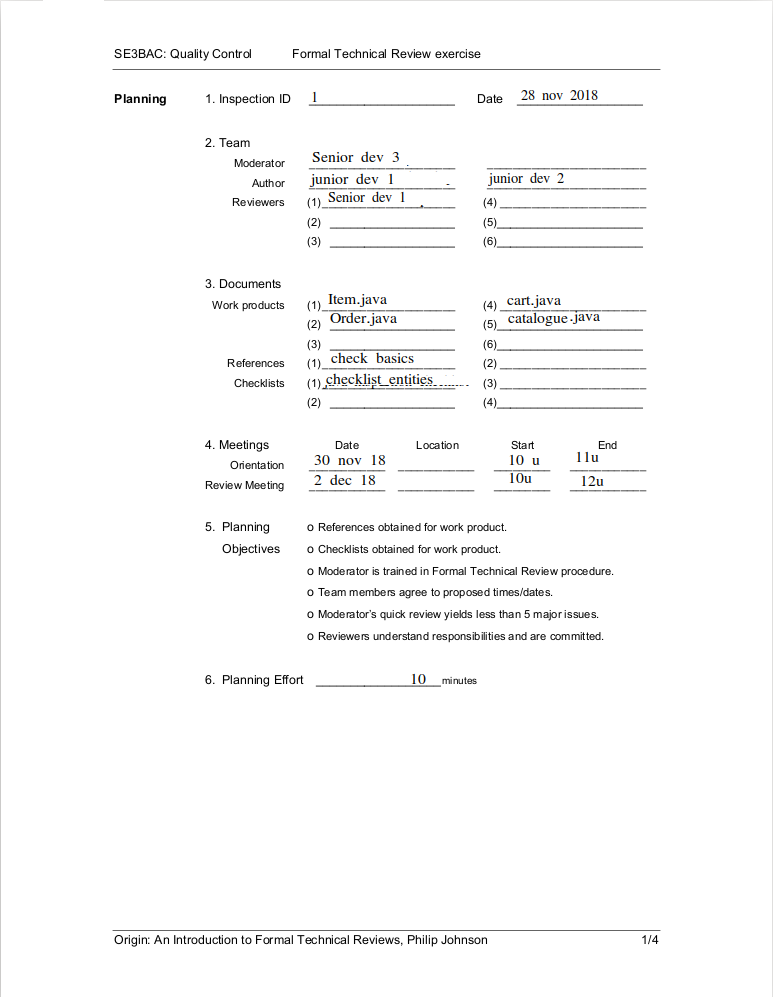 SE3BAC: Quality Control Formal Technical Review exercise
Planning 1. Inspection ID 1 Date 28 nov 2018
2. Team
Moderator Senior dev 3
Author junior dev 1 junior dev 2
Reviewers (1) Senior dev 1 (4)
(2) (5)
(3) (6)
3. Documents
Work products (1) Item.java (4) cart.java
(2) Order.java (5) catalogue.java
(3) (6)
References (1) check basics (2)
Checklists (1) checklist_entities (3)
(2) (4)
4. Meetings Date Location Start End
Orientation 30 nov 18 10 u 11u
Review Meeting 2 dec 18 10u 12u
5. Planning o References obtained for work product.
Objectives o Checklists obtained for work product.
o Moderator is trained in Formal Technical Review procedure.
o Team members agree to proposed times/dates.
o Moderator's quick review yields less than 5 major issues.
o Reviewers understand responsibilities and are committed.
6. Planning Effort 10 minutes
Origin: An Introduction to Formal Technical Reviews, Philip Johnson 1/4